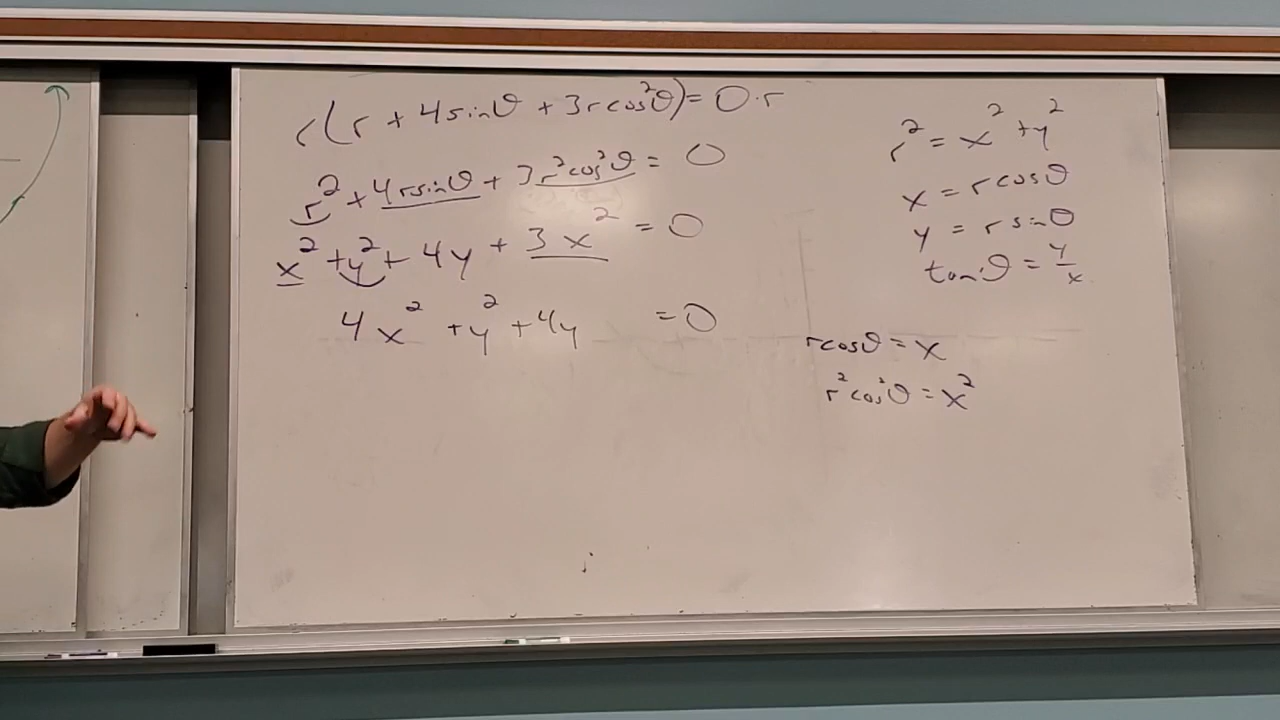 r(r + 4sinθ + 3rcos²θ) = 0·r
r² + 4rsinθ + 3r²cos²θ = 0
x² + y² + 4y + 3x² = 0
4x² + y² + 4y = 0
r² = x² + y²
x = rcosθ
y = rsinθ
tanθ = y/x
rcosθ = x
r²cos²θ = x²